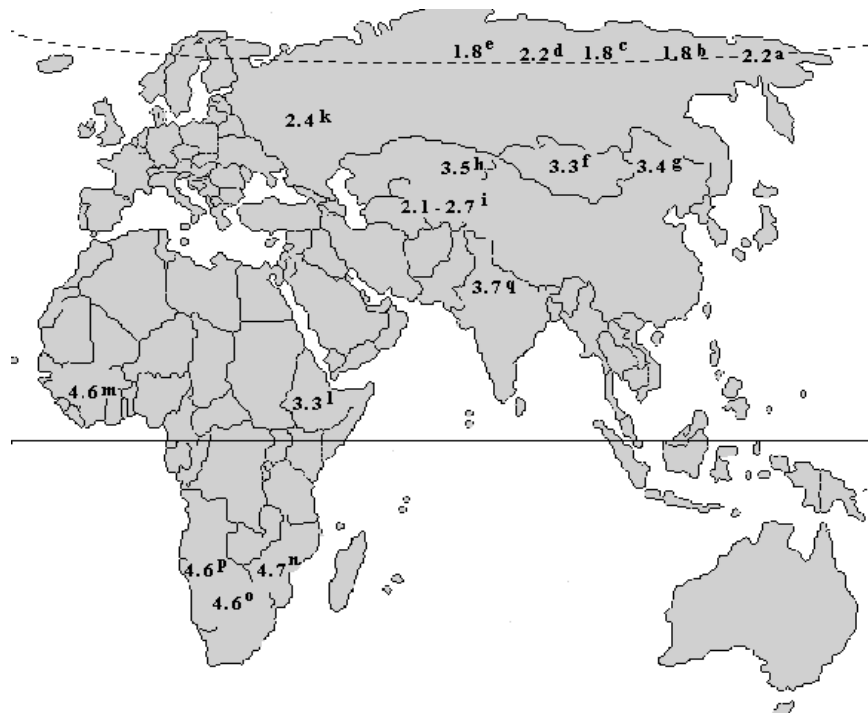 1.8e 2.2d 1.8c 1.8b 2.2a
2.4k
3.5h 3.3f 3.4g
2.1 - 2.7i
3.7q
4.6m 3.3l
4.6p 4.7n
4.6o